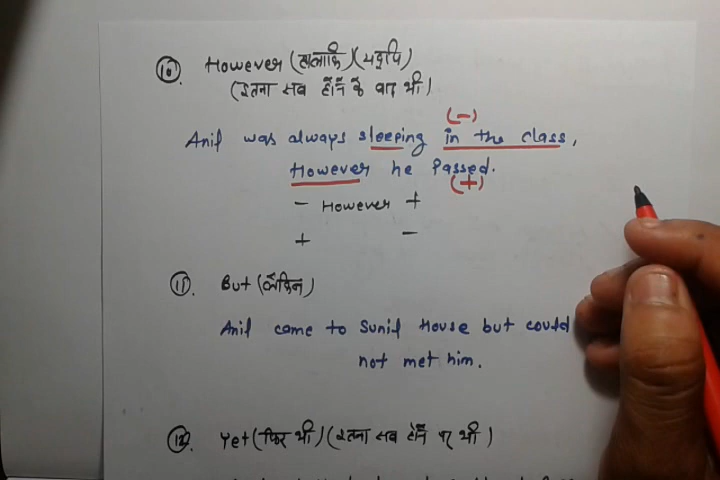 10. However (हालांकि) (यद्यपि)
(इतना सब होने के बाद भी)
(-)
Anil was always sleeping in the class,
However he Passed.
(+)
- However +
+ -
11. But (लेकिन)
Anil came to Sunil House but could
not met him.
12. Yet (फिर भी) (इतना सब होने पर भी)